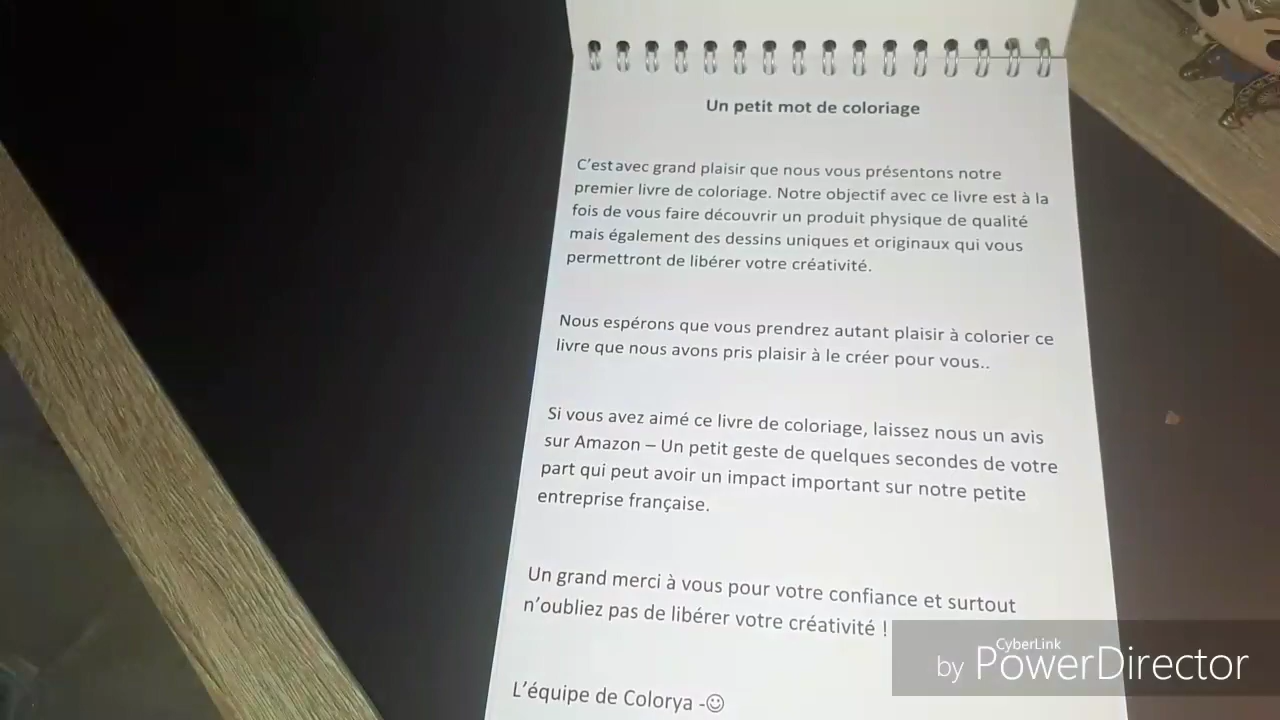 Un petit mot de coloriage
C'est avec grand plaisir que nous vous présentons notre
premier livre de coloriage. Notre objectif avec ce livre est à la
fois de vous faire découvrir un produit physique de qualité
mais également des dessins uniques et originaux qui vous
permettront de libérer votre créativité.
Nous espérons que vous prendrez autant plaisir à colorier ce
livre que nous avons pris plaisir à le créer pour vous..
Si vous avez aimé ce livre de coloriage, laissez nous un avis
sur Amazon – Un petit geste de quelques secondes de votre
part qui peut avoir un impact important sur notre petite
entreprise française.
Un grand merci à vous pour votre confiance et surtout
n'oubliez pas de libérer votre créativité !
L'équipe de Colorya -☺
CyberLink
by PowerDirector